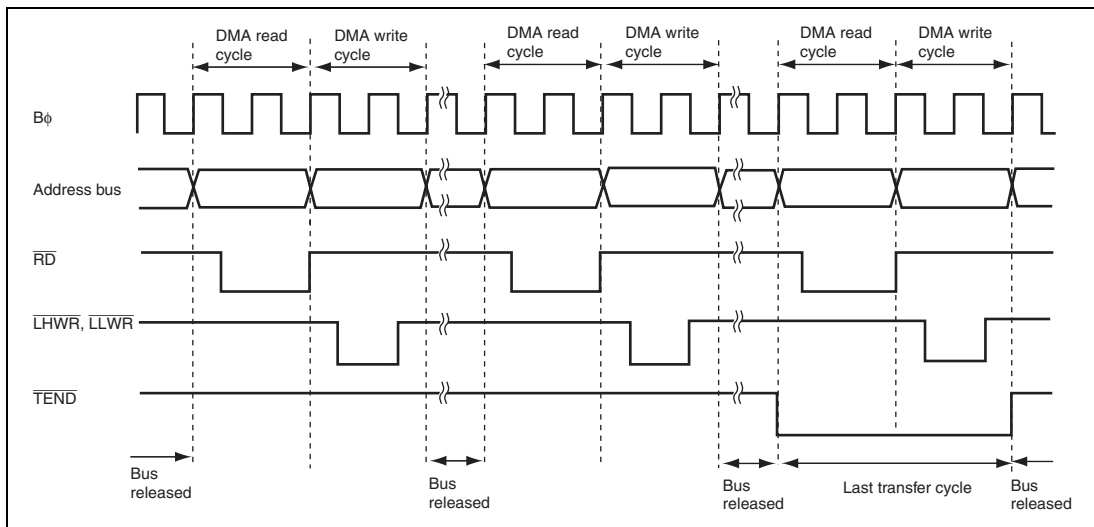 DMA read
cycle
DMA write
cycle
DMA read
cycle
DMA write
cycle
DMA read
cycle
DMA write
cycle
Bφ
Address bus
RD
LHWR, LLWR
TEND
Bus
released
Bus
released
Bus
released
Last transfer cycle
Bus
released